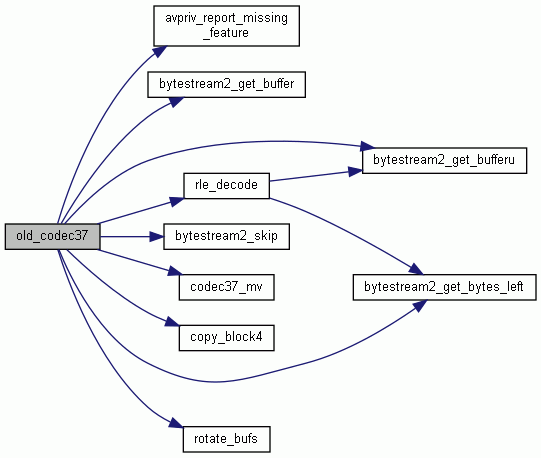 avpriv_report_missing
_feature
bytestream2_get_buffer
bytestream2_get_bufferu
rle_decode
old_codec37
bytestream2_skip
codec37_mv
bytestream2_get_bytes_left
copy_block4
rotate_bufs